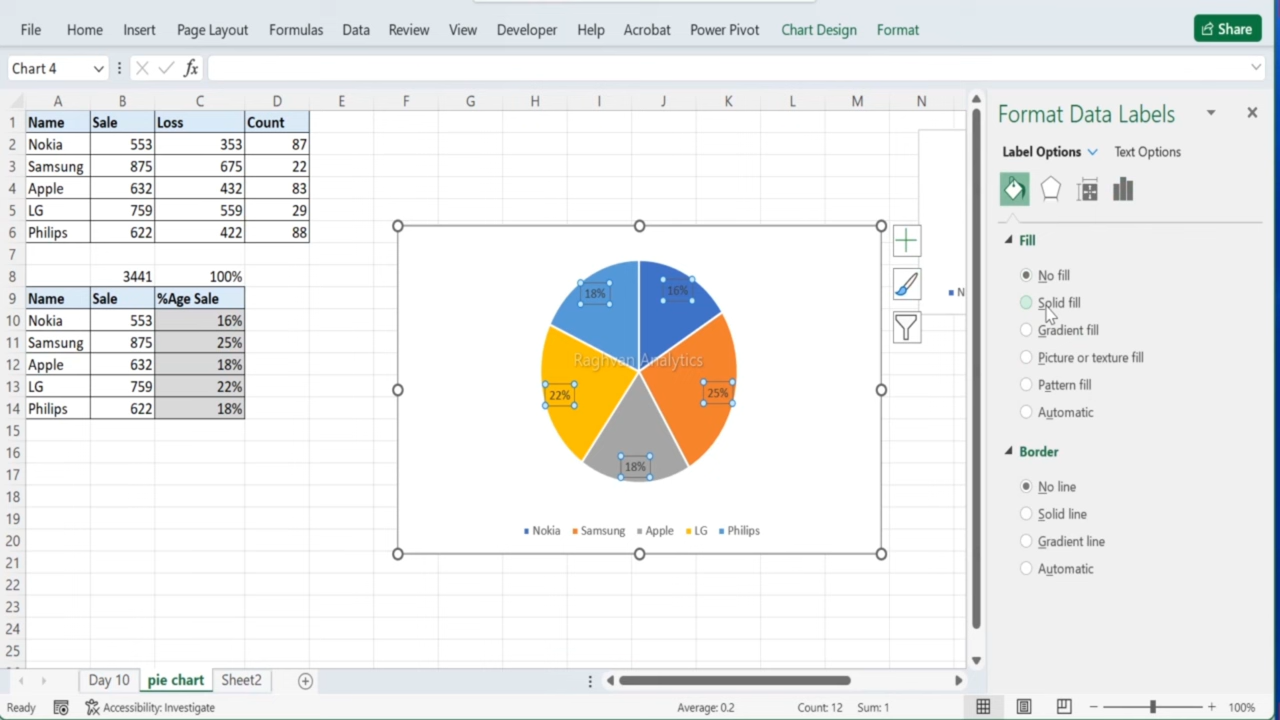 File Home Insert Page Layout Formulas Data Review View Developer Help Acrobat Power Pivot Chart Design Format Share
Chart 4 fx
A B C D E F G H I J K L M N
1 Name Sale Loss Count
2 Nokia 553 353 87
3 Samsung 875 675 22
4 Apple 632 432 83
5 LG 759 559 29
6 Philips 622 422 88
7
8 3441 100%
9 Name Sale %Age Sale
10 Nokia 553 16%
11 Samsung 875 25%
12 Apple 632 18%
13 LG 759 22%
14 Philips 622 18%
15
16
17
18
19
20
21
22
23
24
25
18% 16%
Raghvan Analytics
22% 25%
18%
Nokia Samsung Apple LG Philips
N
Format Data Labels
Label Options Text Options
Fill
No fill
Solid fill
Gradient fill
Picture or texture fill
Pattern fill
Automatic
Border
No line
Solid line
Gradient line
Automatic
Day 10 pie chart Sheet2
Ready Accessibility: Investigate Average: 0.2 Count: 12 Sum: 1 100%